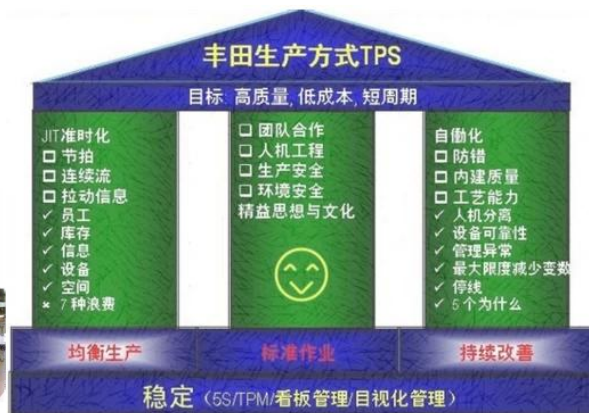 丰田生产方式TPS
目标: 高质量, 低成本, 短周期
JIT准时化
□ 节拍
□ 连续流
□ 拉动信息
✓ 员工
✓ 库存
✓ 信息
✓ 设备
✓ 空间
× 7 种浪费
□ 团队合作
□ 人机工程
□ 生产安全
□ 环境安全
精益思想与文化
自働化
□ 防错
□ 内建质量
□ 工艺能力
✓ 人机分离
✓ 设备可靠性
✓ 管理异常
✓ 最大限度减少变数
✓ 停线
✓ 5 个为什么
均衡生产
标准作业
持续改善
稳定（5S/TPM/看板管理/目视化管理）